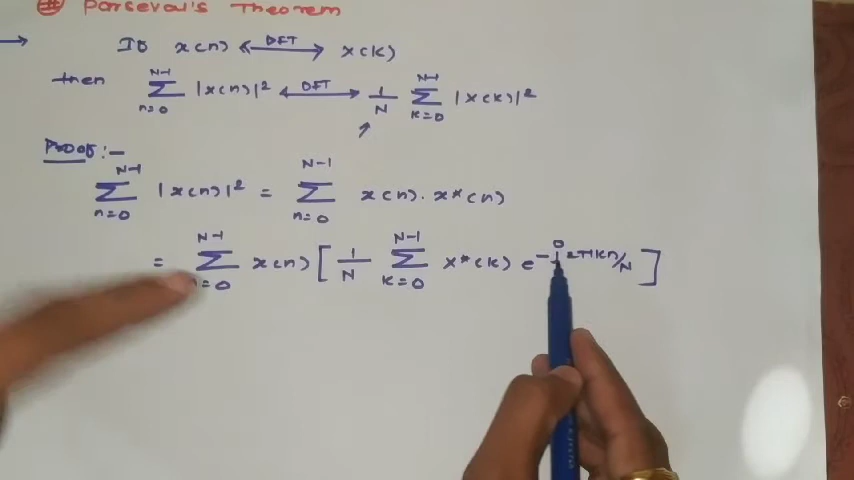 # Parseval's Theorem
→ If x(n) <—DFT—> X(k)
then Σ_{n=0}^{N-1} |x(n)|² <—DFT—> 1/N Σ_{k=0}^{N-1} |X(k)|²
Proof:-
Σ_{n=0}^{N-1} |x(n)|² = Σ_{n=0}^{N-1} x(n). x*(n)
= Σ_{n=0}^{N-1} x(n) [ 1/N Σ_{k=0}^{N-1} X*(k) e^{-j2πkn/N} ]